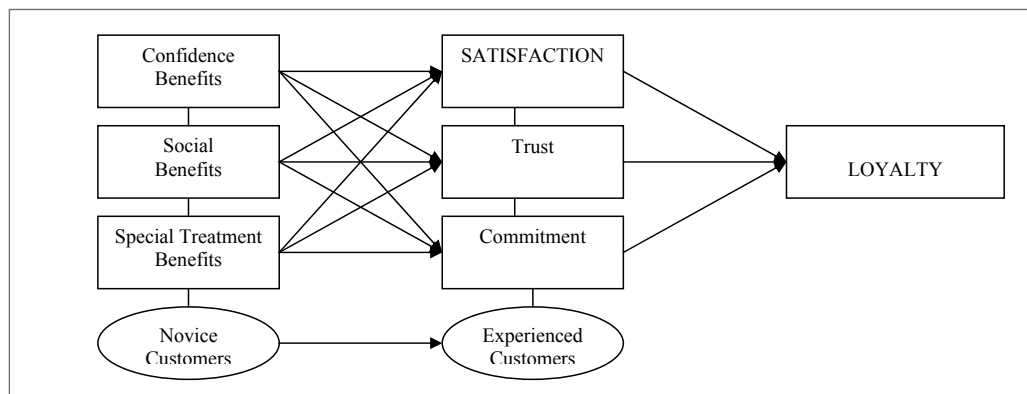 Confidence
Benefits
SATISFACTION
Social
Benefits
Trust
LOYALTY
Special Treatment
Benefits
Commitment
Novice
Customers
Experienced
Customers